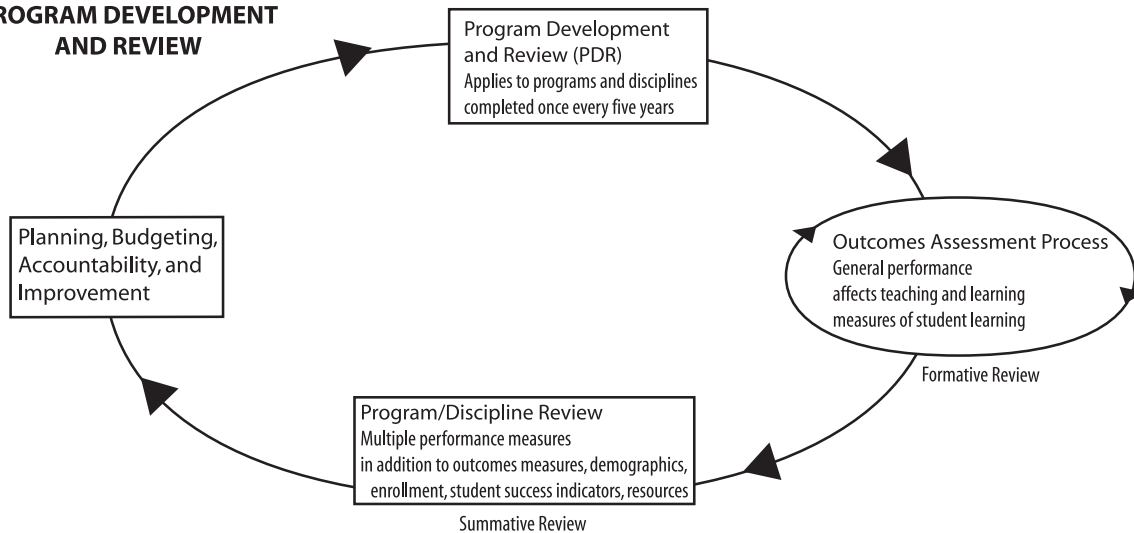 ROGRAM DEVELOPMENT
AND REVIEW
Program Development
and Review (PDR)
Applies to programs and disciplines
completed once every five years
Planning, Budgeting,
Accountability, and
Improvement
Outcomes Assessment Process
General performance
affects teaching and learning
measures of student learning
Formative Review
Program/Discipline Review
Multiple performance measures
in addition to outcomes measures, demographics,
enrollment, student success indicators, resources
Summative Review